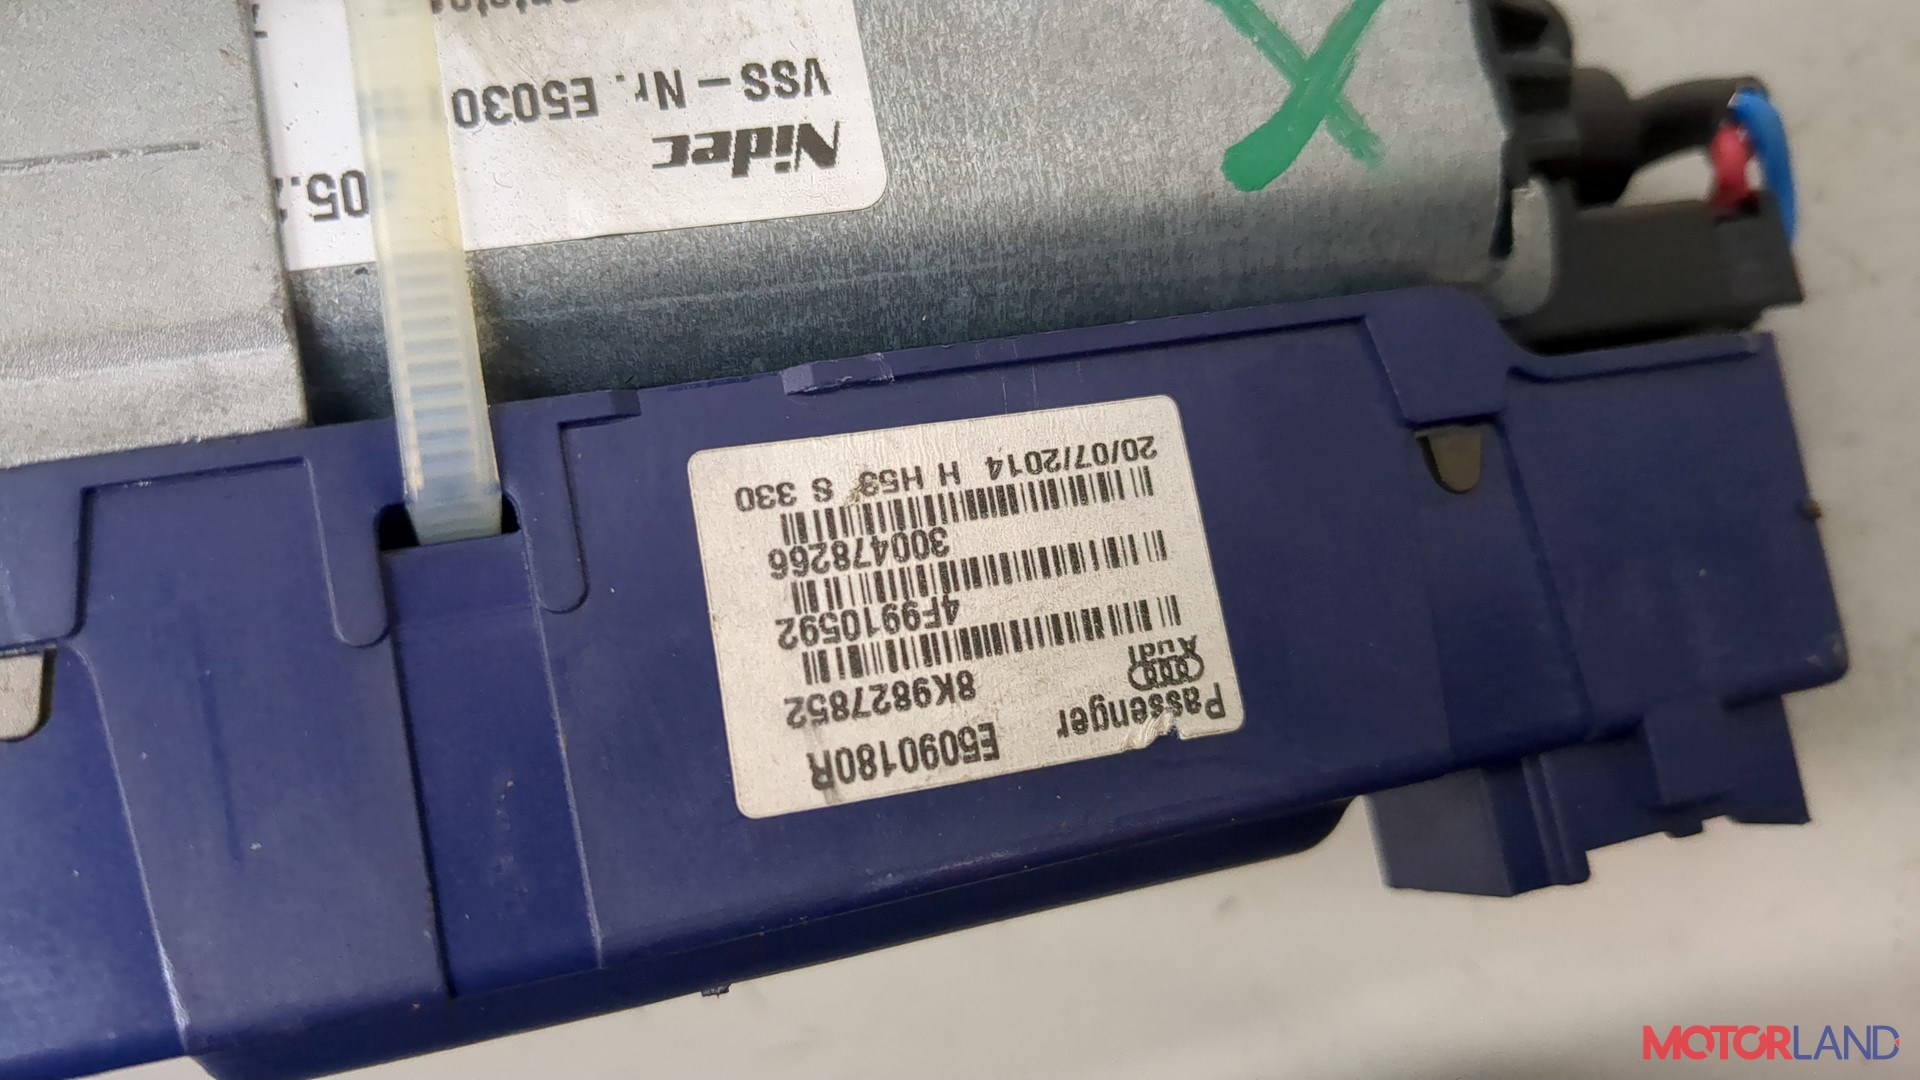 E5090180R
Passenger
8K9827852
Audi
4F9910592
300478266
20/07/2014 H H53 S 330
Nidec
VSS-Nr. E5030
05.
MOTORLAND